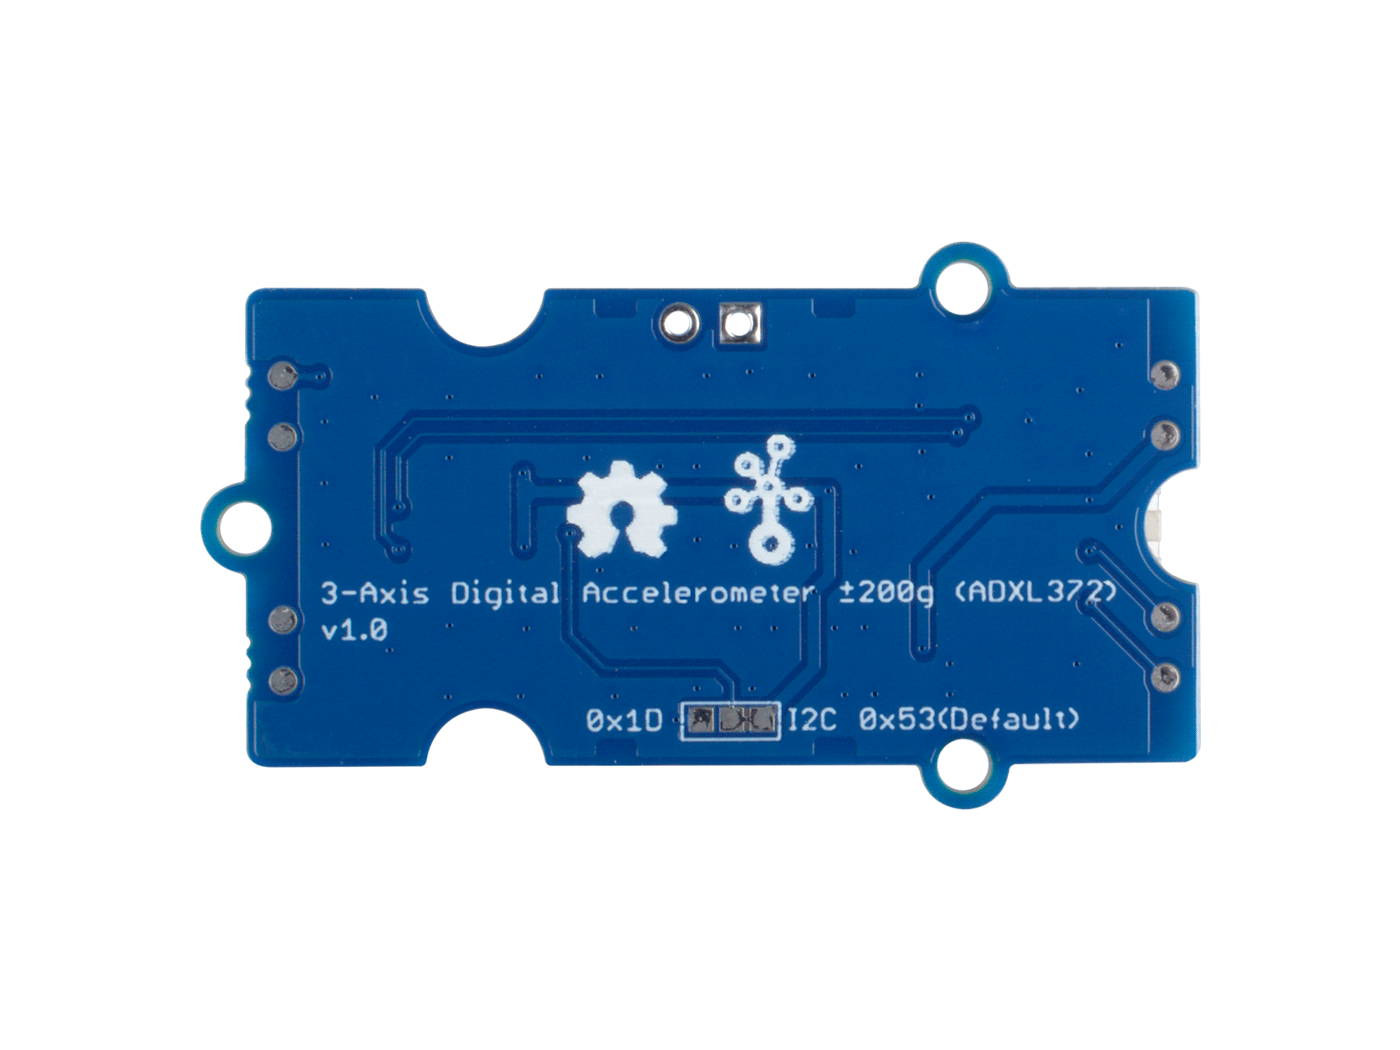 3-Axis Digital Accelerometer ±200g (ADXL372)
v1.0
0x1D I2C 0x53(Default)